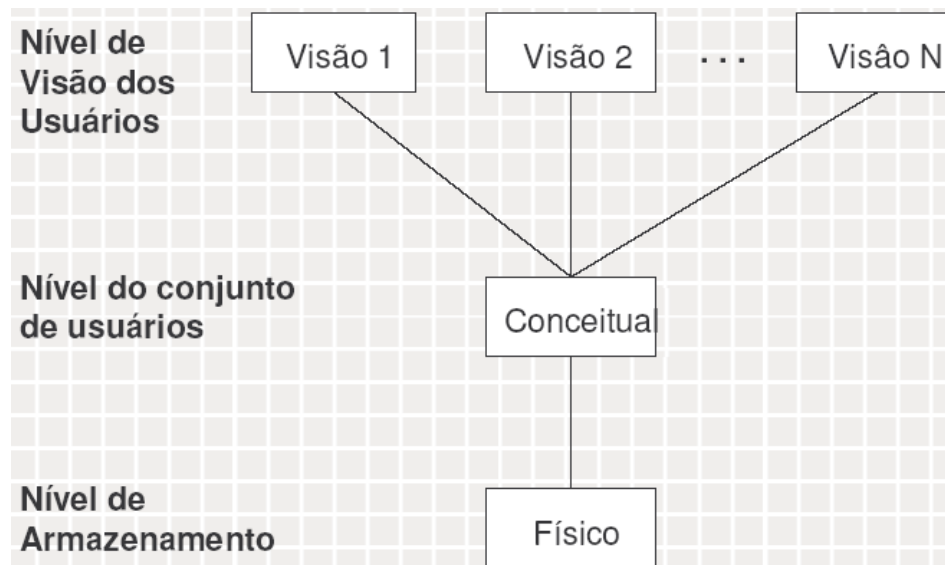 Nível de
Visão dos
Usuários
Visão 1
Visão 2
. . .
Visâo N
Nível do conjunto
de usuários
Conceitual
Nível de
Armazenamento
Físico